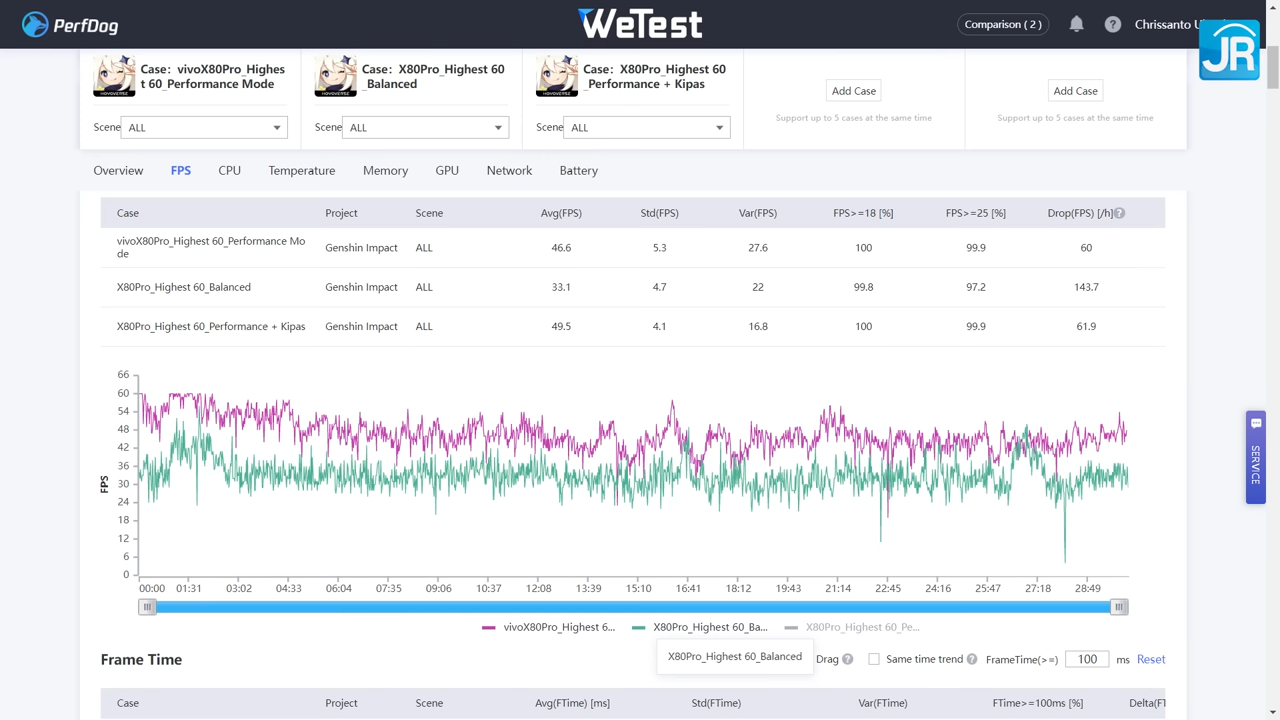 PerfDog
WeTest
Comparison ( 2 )
?
Chrissanto
JR
Case: vivoX80Pro_Highes
t 60_Performance Mode
Case: X80Pro_Highest 60
_Balanced
Case: X80Pro_Highest 60
_Performance + Kipas
HOYOVERSE
HOYOVERSE
HOYOVERSE
Add Case
Support up to 5 cases at the same time
Add Case
Support up to 5 cases at the same time
Scene ALL
Scene ALL
Scene ALL
Overview FPS CPU Temperature Memory GPU Network Battery
Case Project Scene Avg(FPS) Std(FPS) Var(FPS) FPS>=18 [%] FPS>=25 [%] Drop(FPS) [/h] ?
vivoX80Pro_Highest 60_Performance Mo
de
Genshin Impact ALL 46.6 5.3 27.6 100 99.9 60
X80Pro_Highest 60_Balanced Genshin Impact ALL 33.1 4.7 22 99.8 97.2 143.7
X80Pro_Highest 60_Performance + Kipas Genshin Impact ALL 49.5 4.1 16.8 100 99.9 61.9
66
60
54
48
42
36
30
24
18
12
6
0
FPS
00:00 01:31 03:02 04:33 06:04 07:35 09:06 10:37 12:08 13:39 15:10 16:41 18:12 19:43 21:14 22:45 24:16 25:47 27:18 28:49
vivoX80Pro_Highest 6... X80Pro_Highest 60_Ba... X80Pro_Highest 60_Pe...
X80Pro_Highest 60_Balanced
SERVICE
Frame Time
Drag ? Same time trend ? FrameTime(>=) 100 ms Reset
Case Project Scene Avg(FTime) [ms] Std(FTime) Var(FTime) FTime>=100ms [%] Delta(FT